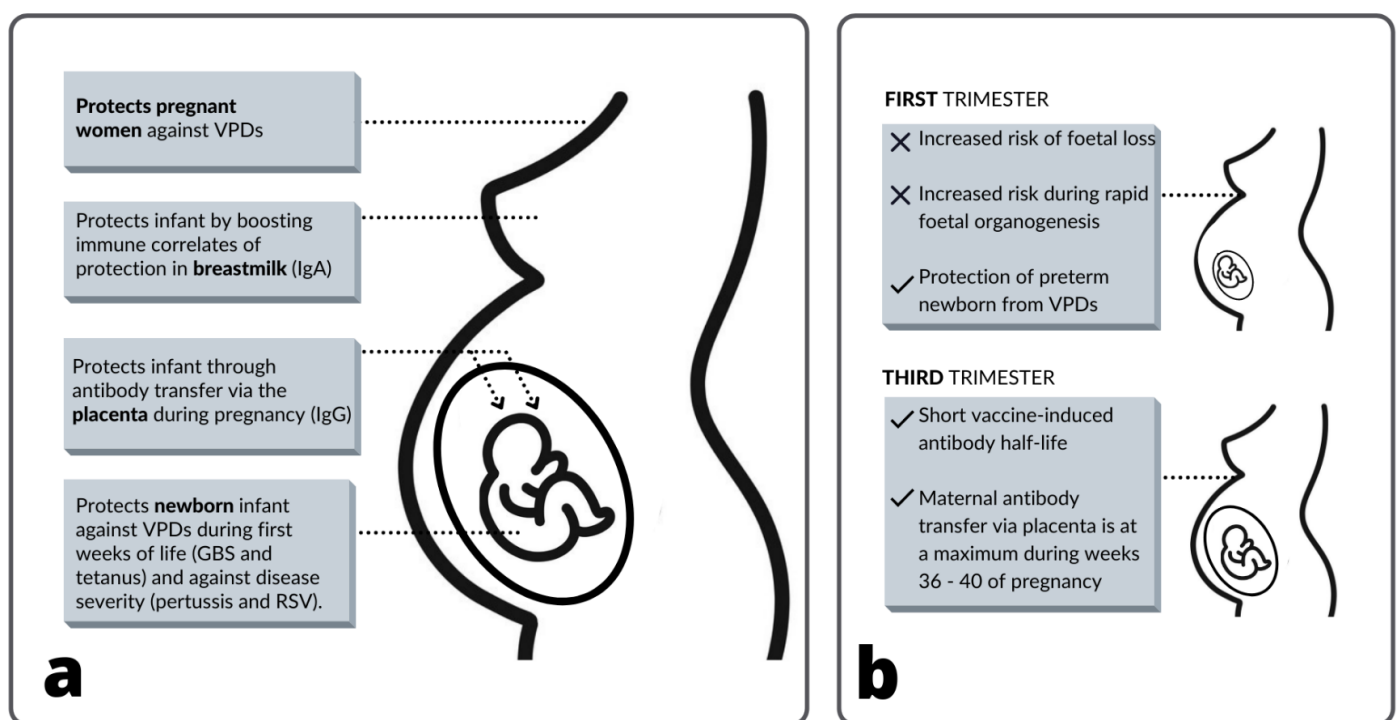 Protects pregnant
women against VPDs
Protects infant by boosting
immune correlates of
protection in breastmilk (IgA)
Protects infant through
antibody transfer via the
placenta during pregnancy (IgG)
Protects newborn infant
against VPDs during first
weeks of life (GBS and
tetanus) and against disease
severity (pertussis and RSV).
a
FIRST TRIMESTER
Increased risk of foetal loss
Increased risk during rapid
foetal organogenesis
Protection of preterm
newborn from VPDs
THIRD TRIMESTER
Short vaccine-induced
antibody half-life
Maternal antibody
transfer via placenta is at
a maximum during weeks
36 - 40 of pregnancy
b